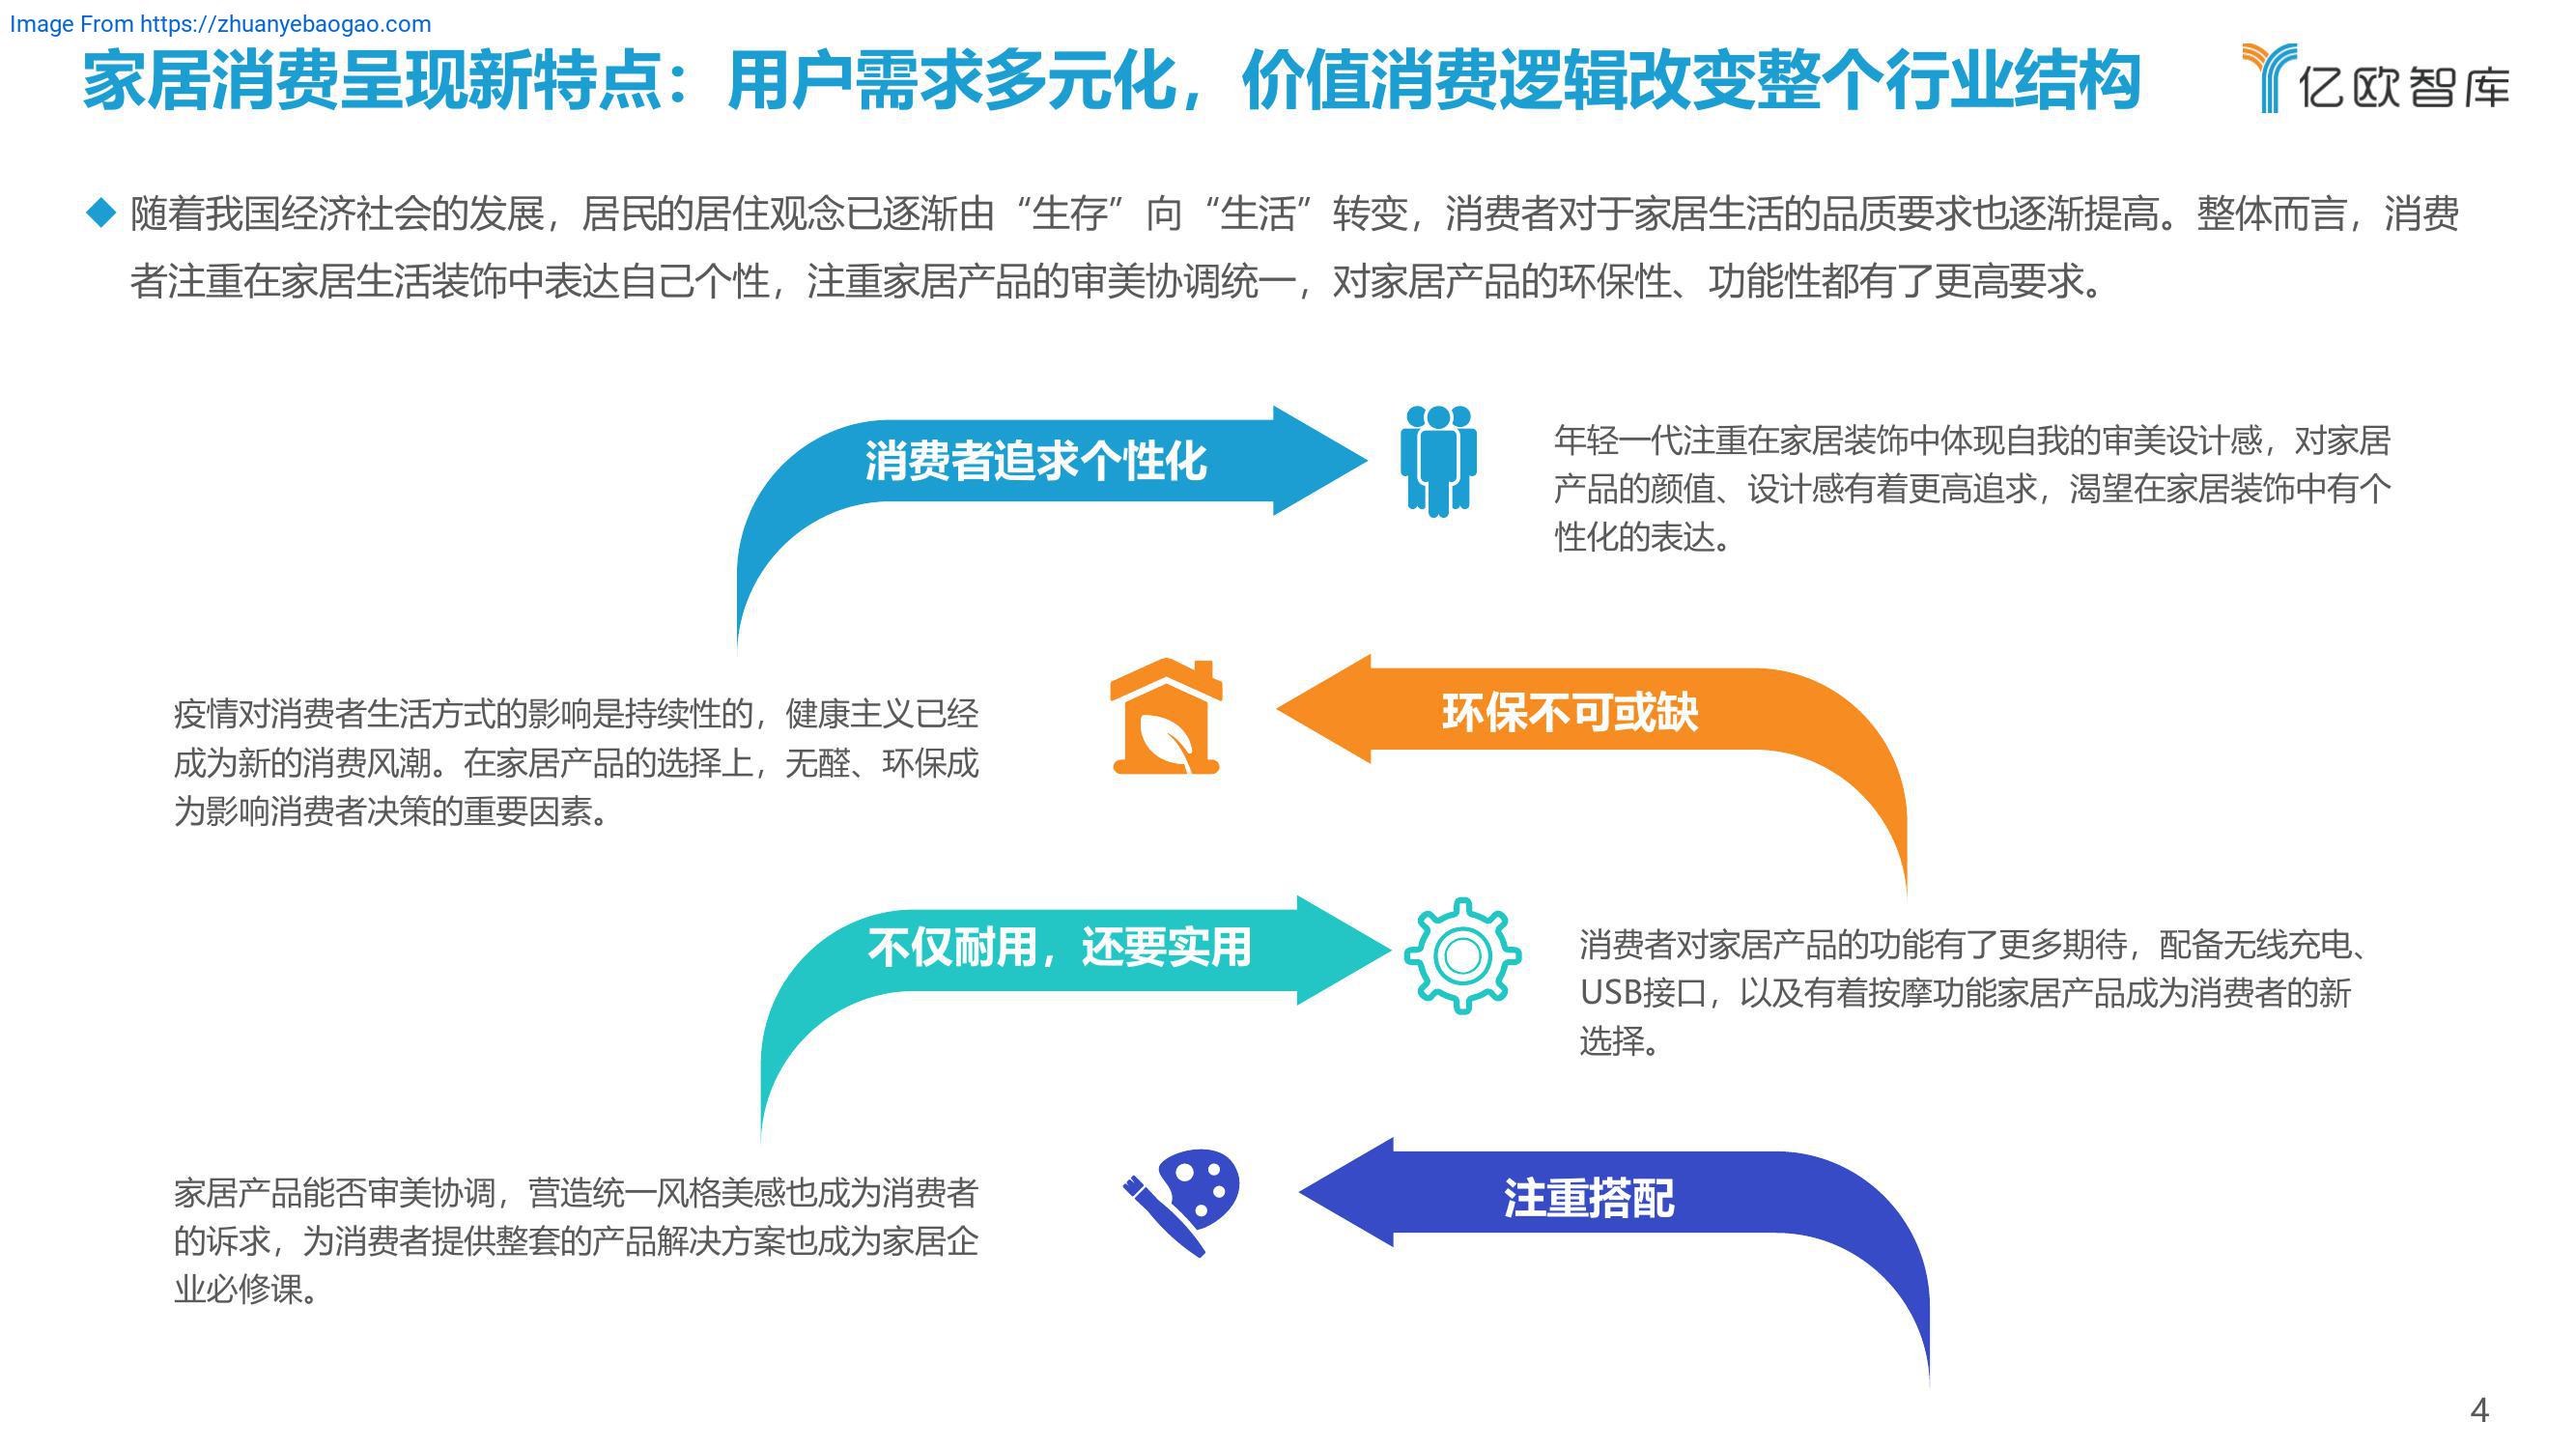 Image From https://zhuanyebaogao.com
家居消费呈现新特点：用户需求多元化，价值消费逻辑改变整个行业结构
亿欧智库
随着我国经济社会的发展，居民的居住观念已逐渐由“生存”向“生活”转变，消费者对于家居生活的品质要求也逐渐提高。整体而言，消费
者注重在家居生活装饰中表达自己个性，注重家居产品的审美协调统一，对家居产品的环保性、功能性都有了更高要求。
消费者追求个性化
年轻一代注重在家居装饰中体现自我的审美设计感，对家居
产品的颜值、设计感有着更高追求，渴望在家居装饰中有个
性化的表达。
环保不可或缺
疫情对消费者生活方式的影响是持续性的，健康主义已经
成为新的消费风潮。在家居产品的选择上，无醛、环保成
为影响消费者决策的重要因素。
不仅耐用，还要实用
消费者对家居产品的功能有了更多期待，配备无线充电、
USB接口，以及有着按摩功能家居产品成为消费者的新
选择。
注重搭配
家居产品能否审美协调，营造统一风格美感也成为消费者
的诉求，为消费者提供整套的产品解决方案也成为家居企
业必修课。
4